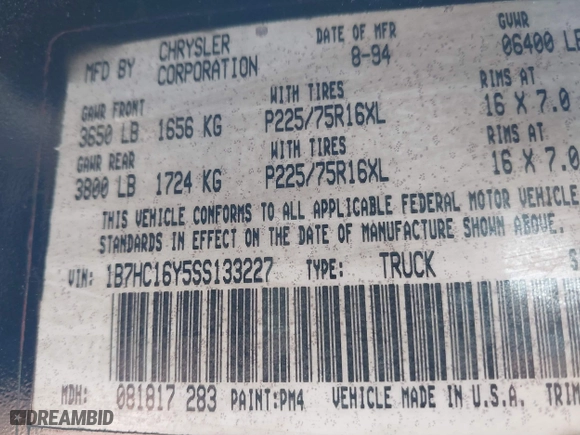 MFD BY CHRYSLER CORPORATION DATE OF MFR 8-94 GVWR 06400 LB
GAWR FRONT WITH TIRES RIMS AT
3650 LB 1656 KG P225/75R16XL 16 X 7.0
GAWR REAR WITH TIRES RIMS AT
3800 LB 1724 KG P225/75R16XL 16 X 7.0
THIS VEHICLE CONFORMS TO ALL APPLICABLE FEDERAL MOTOR VEHICLE
STANDARDS IN EFFECT ON THE DATE OF MANUFACTURE SHOWN ABOVE.
VIN: 1B7HC16Y5SS133227 TYPE: TRUCK S
MDH: 081817 283 PAINT:PM4 VEHICLE MADE IN U.S.A. TRIM
DREAMBID